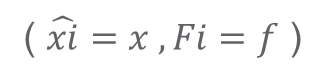 ( x̂i = x , Fi = f )